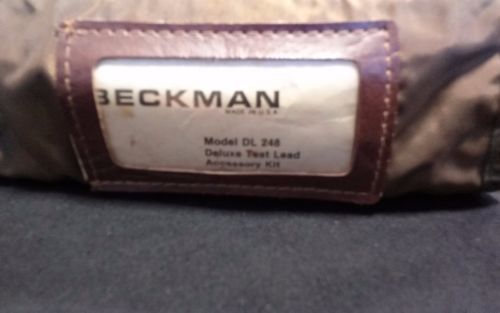 BECKMAN
MADE IN U.S.A
Model DL 248
Deluxe Test Lead
Accessory Kit